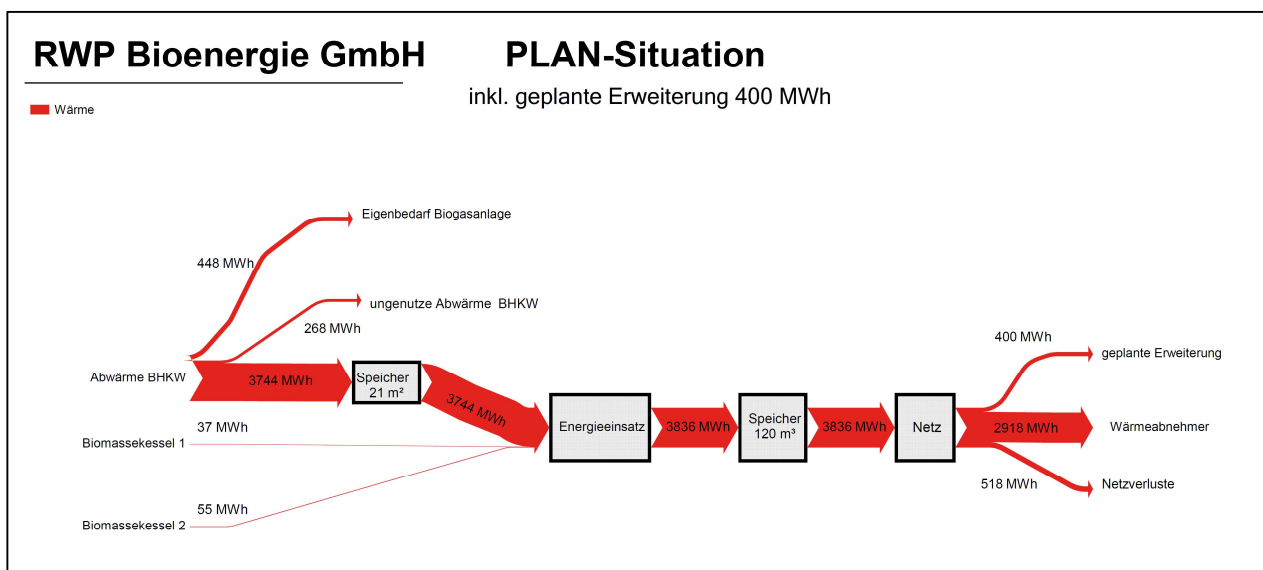 RWP Bioenergie GmbH
PLAN-Situation
inkl. geplante Erweiterung 400 MWh
Wärme
Eigenbedarf Biogasanlage
448 MWh
ungenutze Abwärme BHKW
268 MWh
Abwärme BHKW
3744 MWh
Speicher
21 m²
3744 MWh
37 MWh
Biomassekessel 1
55 MWh
Biomassekessel 2
Energieeinsatz
3836 MWh
Speicher
120 m³
3836 MWh
Netz
400 MWh
geplante Erweiterung
2918 MWh
Wärmeabnehmer
518 MWh
Netzverluste